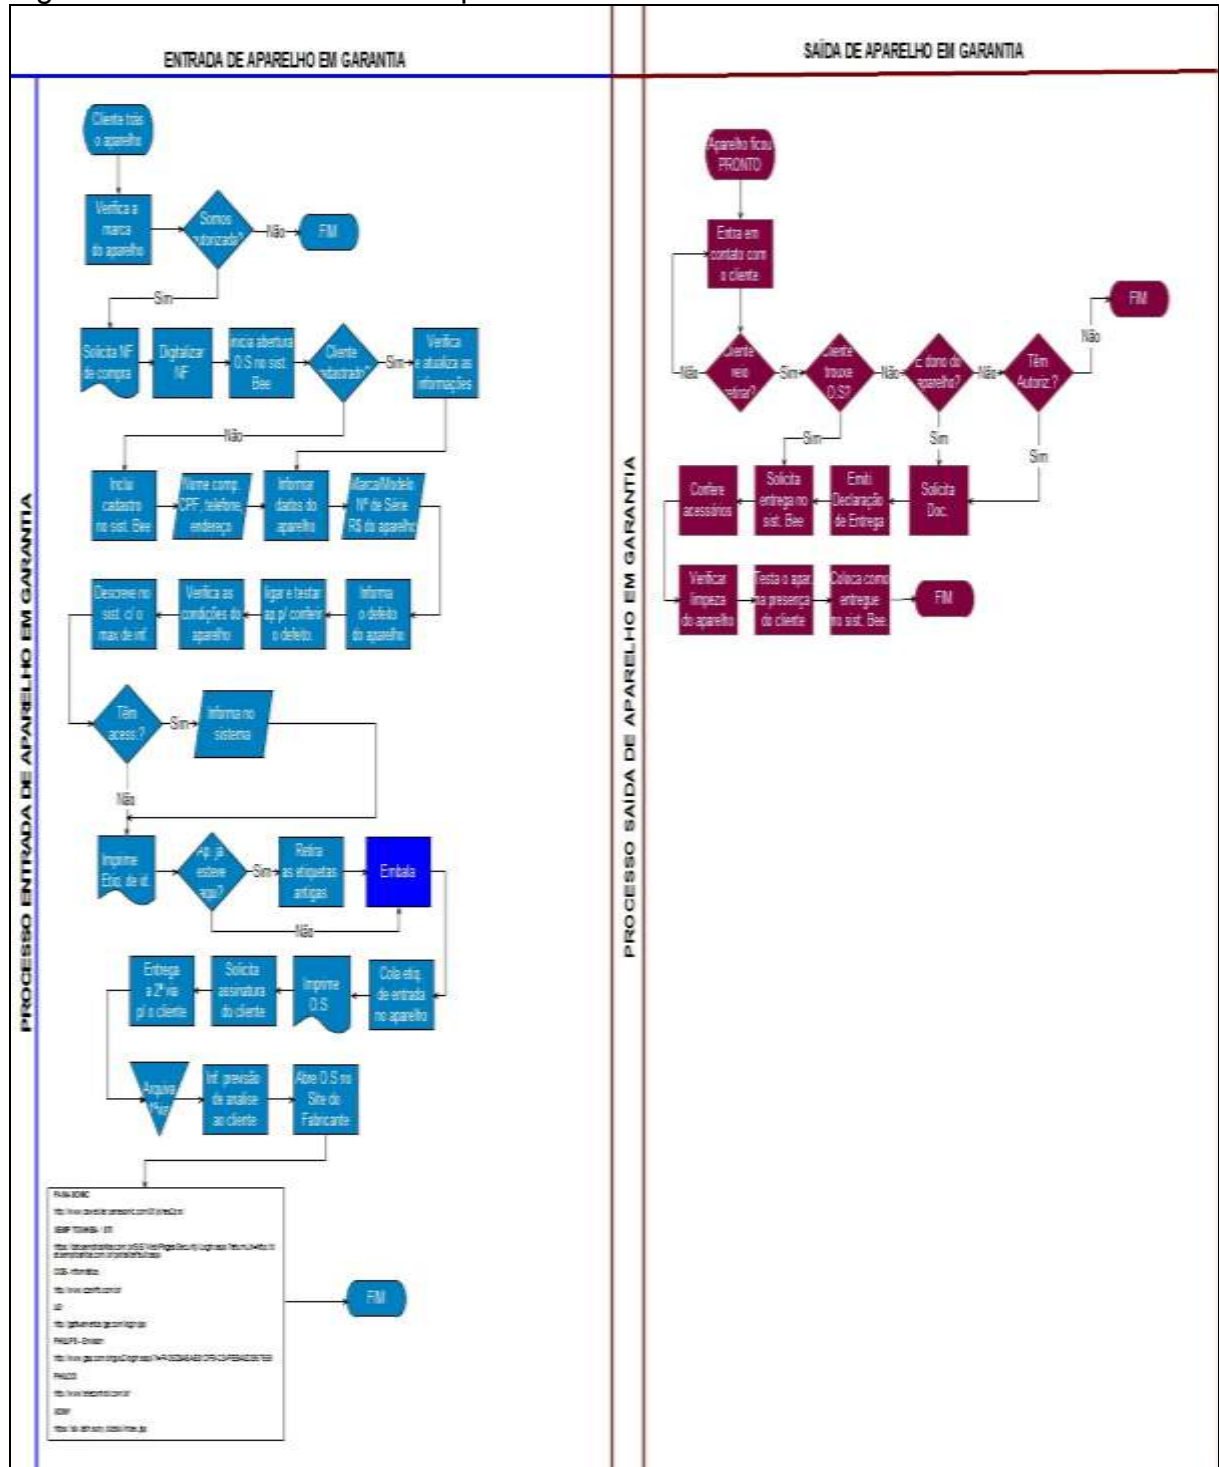 ENTRADA DE APARELHO EM GARANTIA
SAÍDA DE APARELHO EM GARANTIA
PROCESSO ENTRADA DE APARELHO EM GARANTIA
Cliente trás
o aparelho
Verifica a
marca
do aparelho
Somos
autorizada?
Não
FIM
Sim
Solicita NF
de compra
Digitalizar
NF
Inicia abertura
O.S no sist.
Bee
Cliente
cadastrado?
Sim
Verifica
e atualiza as
informações
Não
Inclui
cadastro
no sist. Bee
Nome comp.
CPF, telefone,
endereço
Informar
dados do
aparelho
Marca/Modelo
Nº de Série
R$ do aparelho
Descreve no
sist. c/ o
max de inf.
Verifica as
condições do
aparelho
ligar e testar
ap p/ conferir
o defeito.
Informa
o defeito
do aparelho
Têm
acess.?
Sim
Informa no
sistema
Não
Imprime
Etiq. de id.
Ap. já
esteve
aqui?
Sim
Retira
as etiquetas
antigas
Embala
Não
Entrega
a 2ª via
p/ o cliente
Solicita
assinatura
do cliente
Imprime
O.S
Cola etiq.
de entrada
no aparelho
Arquiva
1ªvia
Inf. previsão
de analise
ao cliente
Abre O.S no
Site do
Fabricante
PANASONIC
PHILCO
SONY
FIM
PROCESSO SAÍDA DE APARELHO EM GARANTIA
Aparelho ficou
PRONTO
Entra em
contato com
o cliente
Não
Cliente
veio
retirar?
Sim
Cliente
trouxe
O.S?
Não
É dono do
aparelho?
Não
Têm
Autoriz.?
Não
FIM
Sim
Sim
Sim
Confere
acessórios
Solicita
entrega no
sist. Bee
Emiti
Declaração
de Entrega
Solicita
Doc.
Verificar
limpeza
do aparelho
Testa o apar.
na presença
do cliente
Coloca como
entregue
no sist. Bee.
FIM